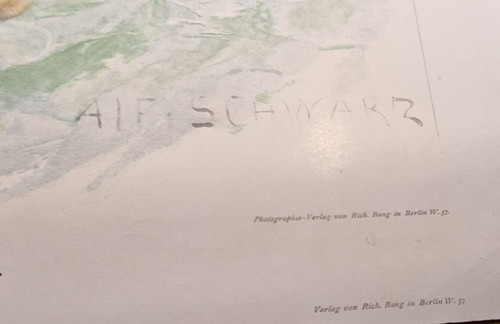 ALF. SCHWARZ
Photographie-Verlag von Rich. Bong in Berlin W. 57.
Verlag von Rich. Bong in Berlin W. 57